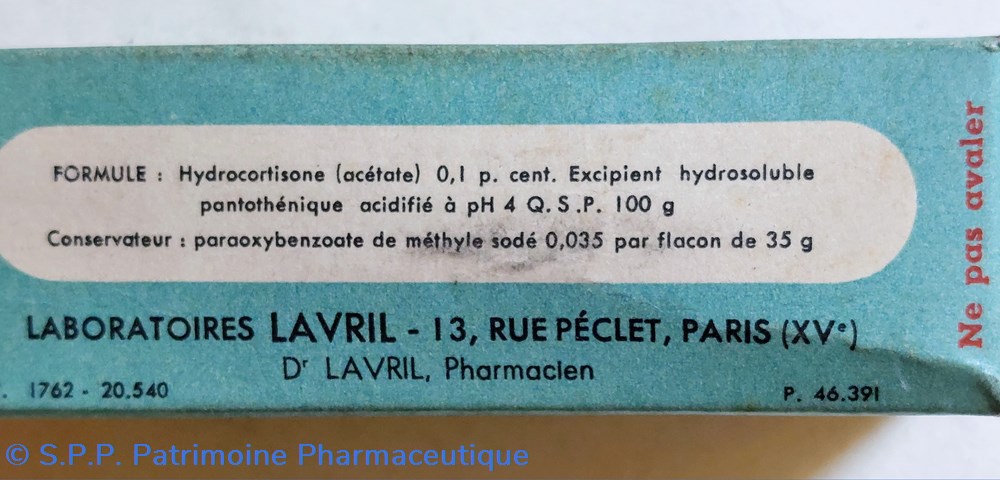 FORMULE : Hydrocortisone (acétate) 0,1 p. cent. Excipient hydrosoluble
pantothénique acidifié à pH 4 Q.S.P. 100 g
Conservateur : paraoxybenzoate de méthyle sodé 0,035 par flacon de 35 g
LABORATOIRES LAVRIL - 13, RUE PÉCLET, PARIS (XVᵉ)
Dʳ LAVRIL, Pharmacien
1762 - 20.540
P. 46.391
Ne pas avaler
© S.P.P. Patrimoine Pharmaceutique